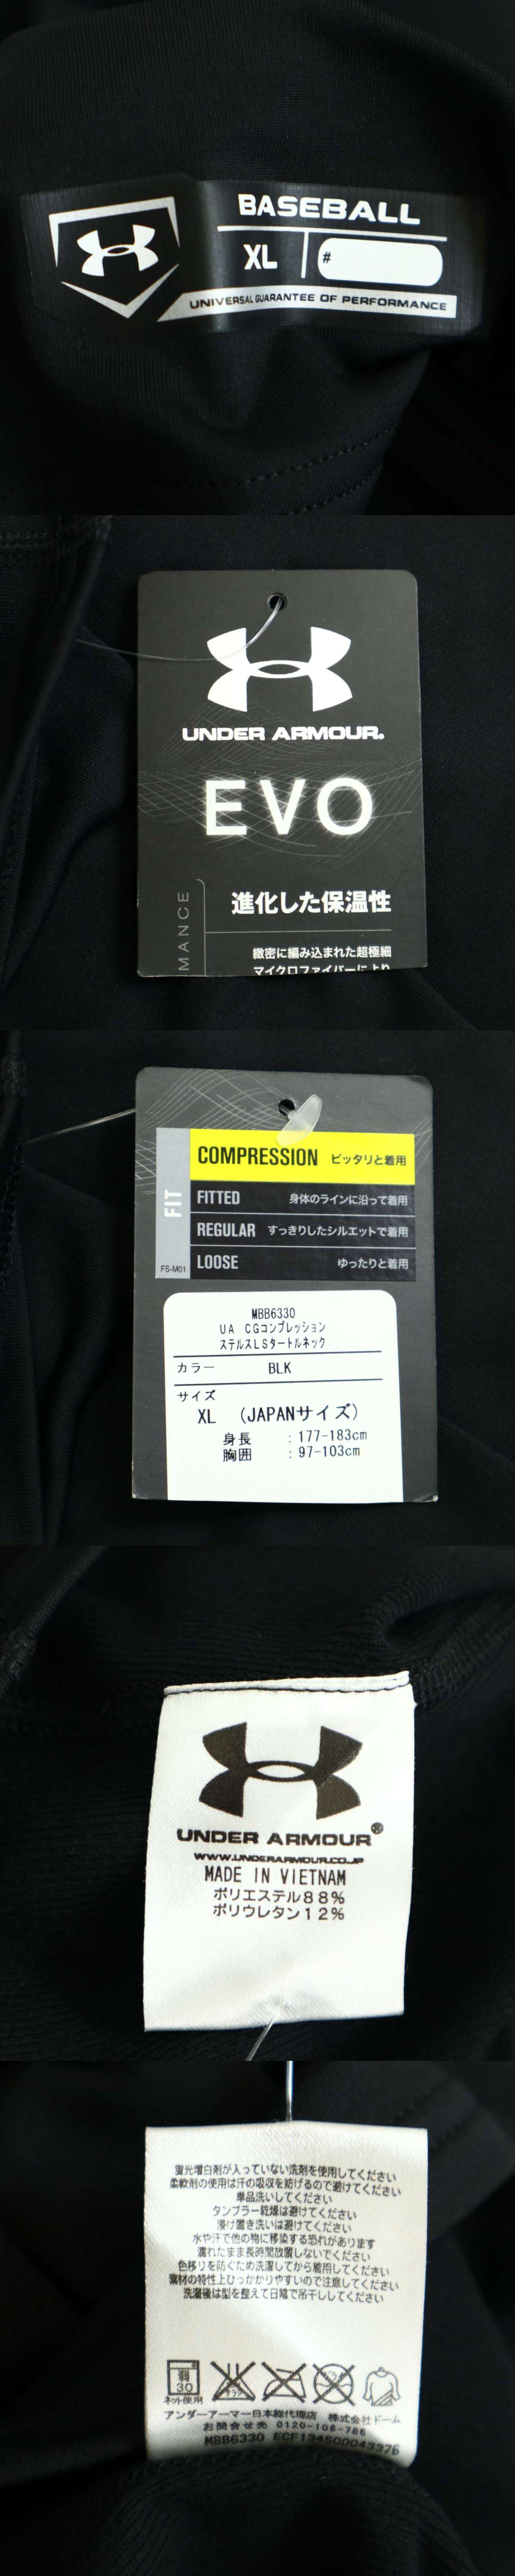 BASEBALL
XL
#
UNIVERSAL GUARANTEE OF PERFORMANCE
UNDER ARMOUR.
EVO
MANCE
進化した保温性
緻密に編み込まれた超極細
マイクロファイバーにより
FIT
COMPRESSION ピッタリと着用
FITTED 身体のラインに沿って着用
REGULAR すっきりしたシルエットで着用
LOOSE ゆったりと着用
FS-M01
MBB6330
UA CGコンプレッション
ステルスLSタートルネック
カラー BLK
サイズ
XL (JAPANサイズ)
身長 : 177-183cm
胸囲 : 97-103cm
UNDER ARMOUR®
WWW.UNDERARMOUR.CO.JP
MADE IN VIETNAM
ポリエステル88%
ポリウレタン12%
蛍光増白剤が入っていない洗剤を使用してください
柔軟剤の使用は汗の吸収を妨げるので避けてください
単品洗いしてください
タンブラー乾燥は避けてください
浸け置き洗いは避けてください
水や汗で他の物に移染する恐れがあります
濡れたまま長時間放置しないでください
色移りを防ぐため洗濯してから着用してください
素材の特性上ひっかかりやすいので注意してください
洗濯後は型を整えて日陰で吊干ししてください
弱
30
ネット使用
アンダーアーマー日本総代理店 株式会社ドーム
お問合せ先 0120-106-786
MBB6330 ECF134500043376